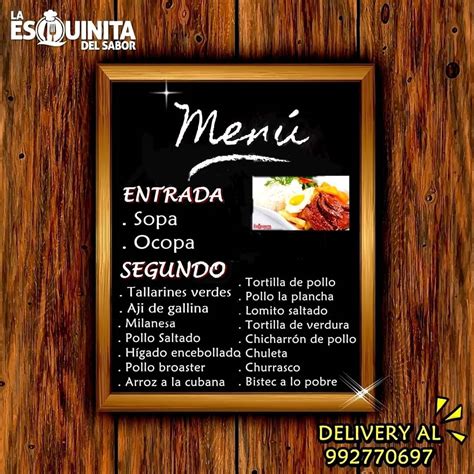 LA
ESQUINITA
DEL SABOR
Menú
ENTRADA
. Sopa
. Ocopa
SEGUNDO
. Tallarines verdes
. Aji de gallina
. Milanesa
. Pollo Saltado
. Hígado encebollado
. Pollo broaster
. Arroz a la cubana
. Tortilla de pollo
. Pollo la plancha
. Lomito saltado
. Tortilla de verdura
. Chicharrón de pollo
. Chuleta
. Churrasco
. Bistec a lo pobre
DELIVERY AL
992770697